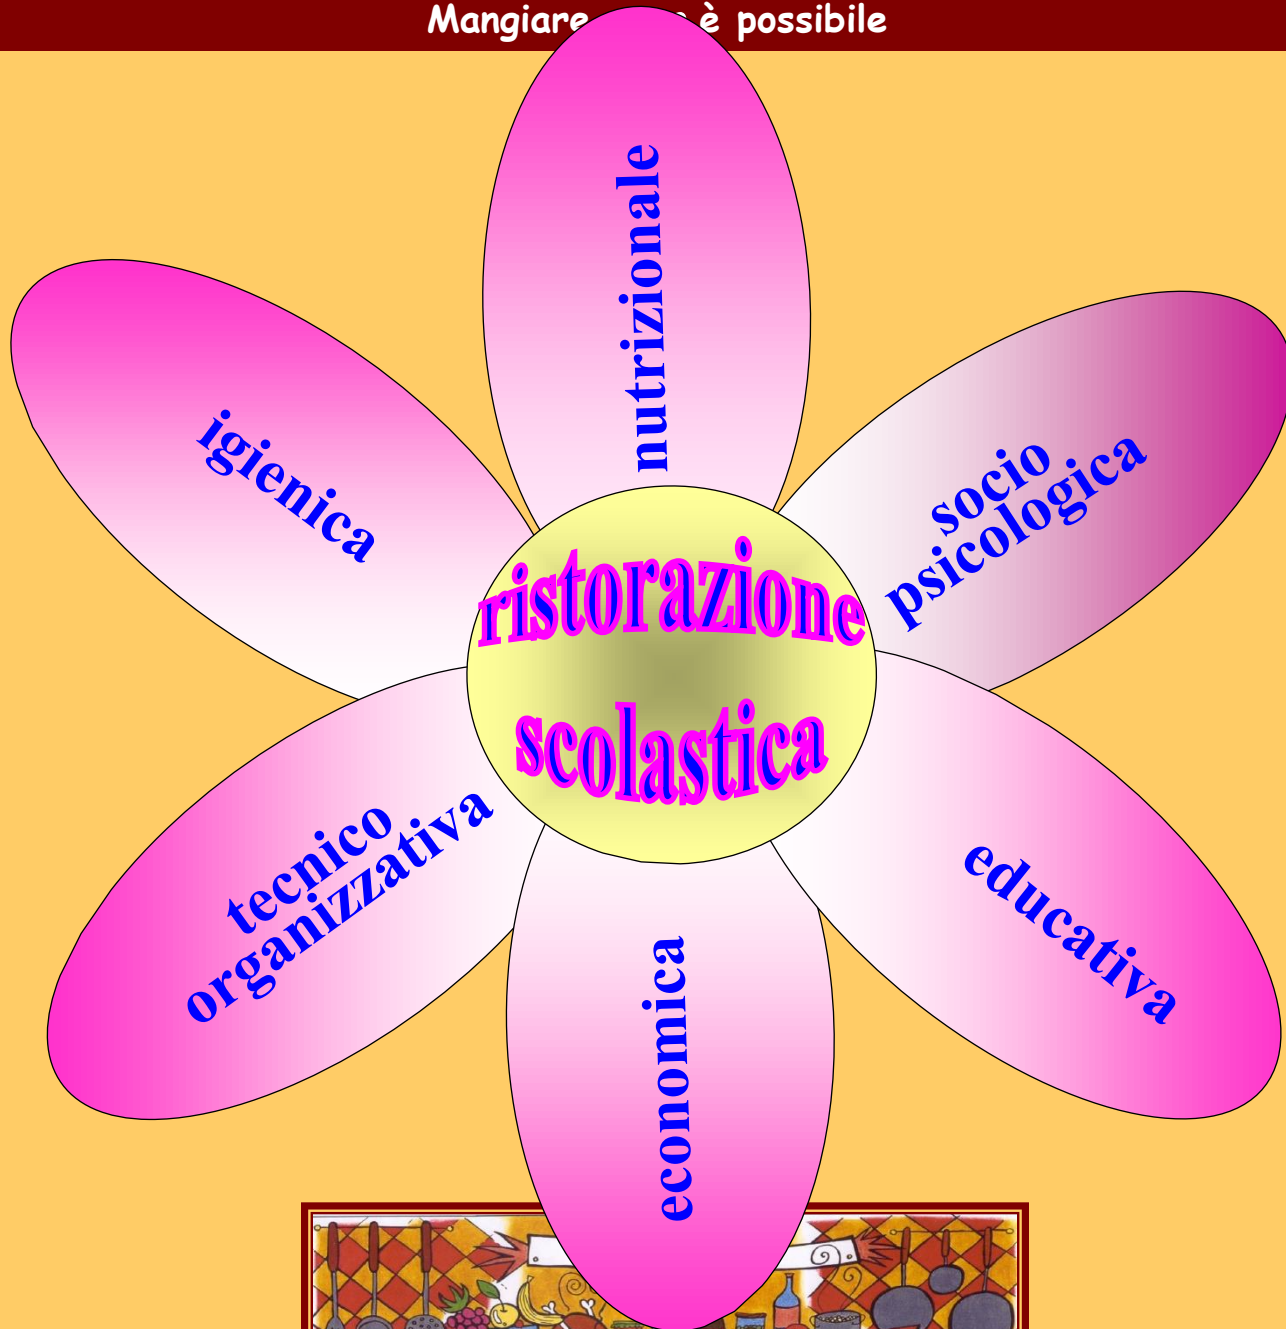 Mangiare è possibile
nutrizionale
igienica
socio
psicologica
ristorazione
scolastica
tecnico
organizzativa
educativa
economica